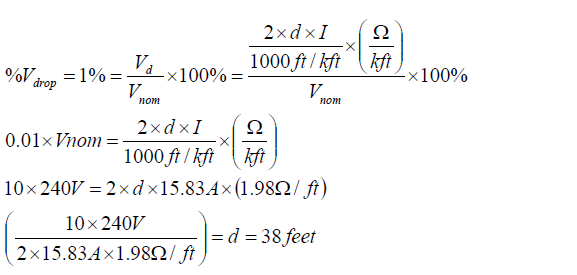 %V_drop = 1% = V_d / V_nom × 100% = ((2 × d × I) / (1000 ft / kft) × (Ω / kft)) / V_nom × 100%
0.01 × Vnom = (2 × d × I) / (1000 ft / kft) × (Ω / kft)
10 × 240V = 2 × d × 15.83A × (1.98Ω / ft)
((10 × 240V) / (2 × 15.83A × 1.98Ω / ft)) = d = 38 feet